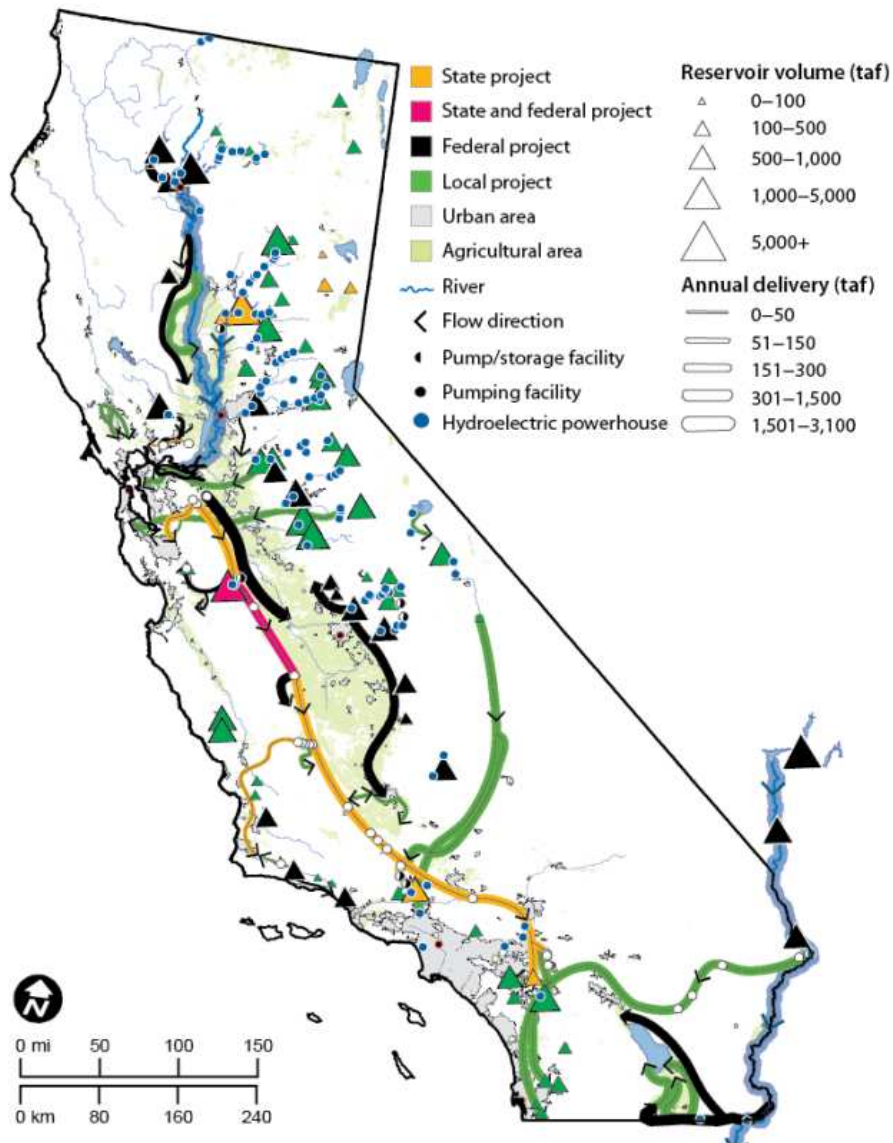 State project
State and federal project
Federal project
Local project
Urban area
Agricultural area
River
Flow direction
Pump/storage facility
Pumping facility
Hydroelectric powerhouse
Reservoir volume (taf)
0–100
100–500
500–1,000
1,000–5,000
5,000+
Annual delivery (taf)
0–50
51–150
151–300
301–1,500
1,501–3,100
N
0 mi 50 100 150
0 km 80 160 240